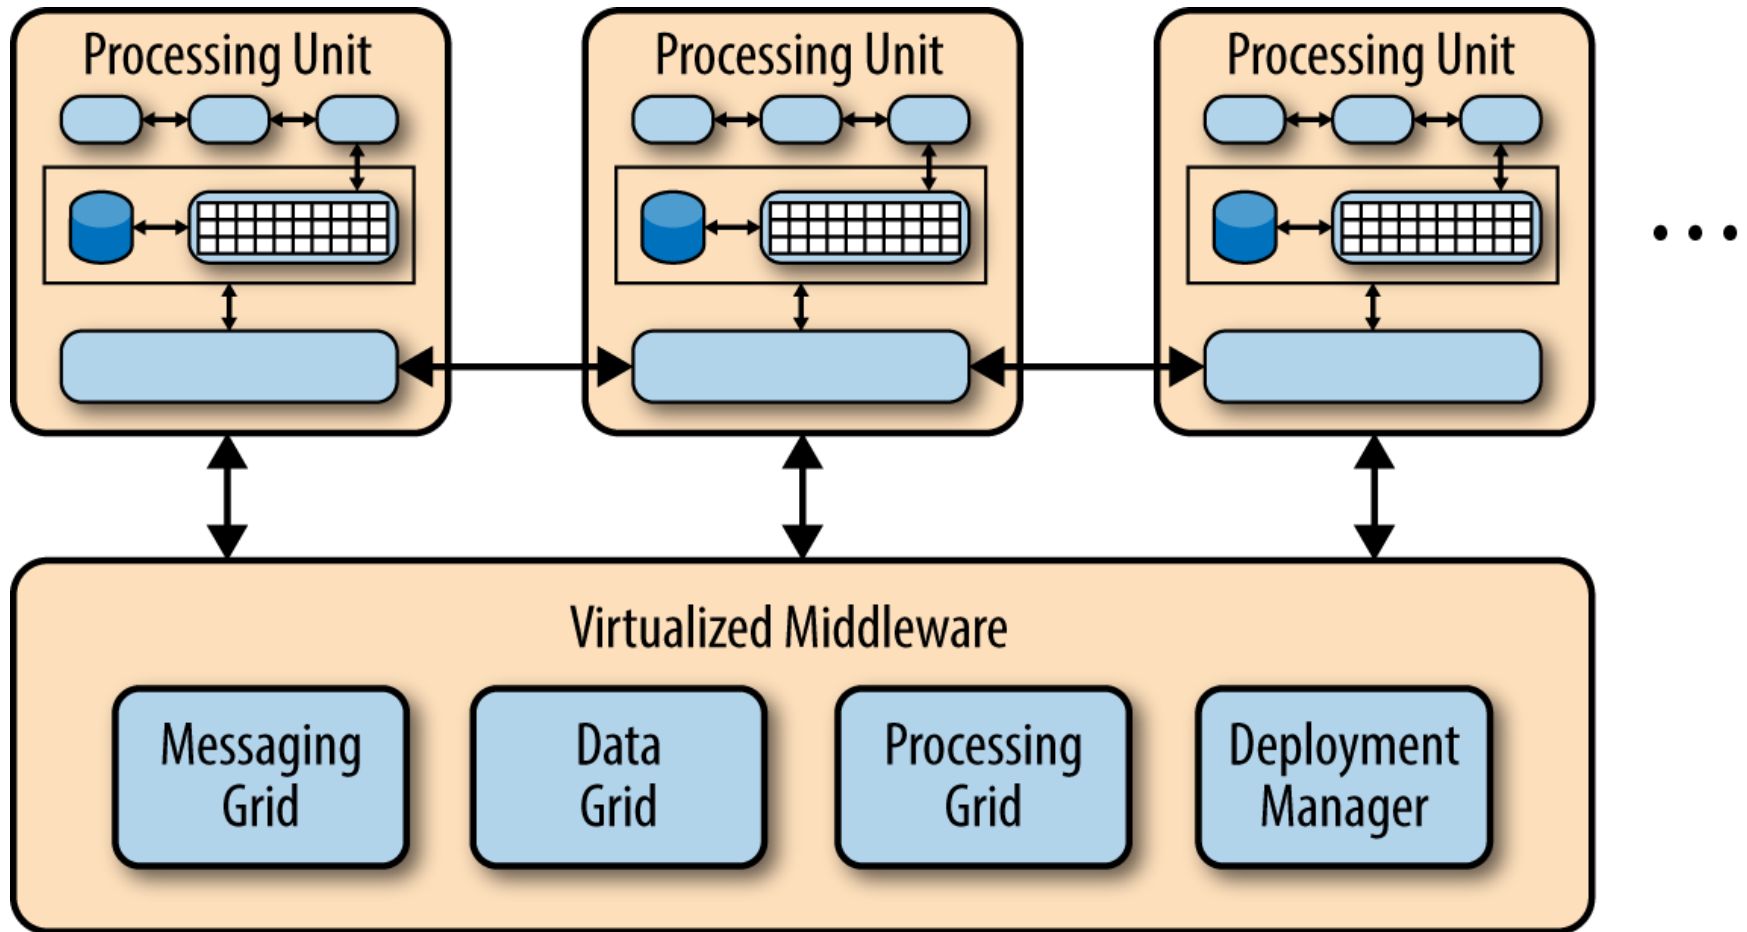 Processing Unit
Processing Unit
Processing Unit
Virtualized Middleware
Messaging
Grid
Data
Grid
Processing
Grid
Deployment
Manager